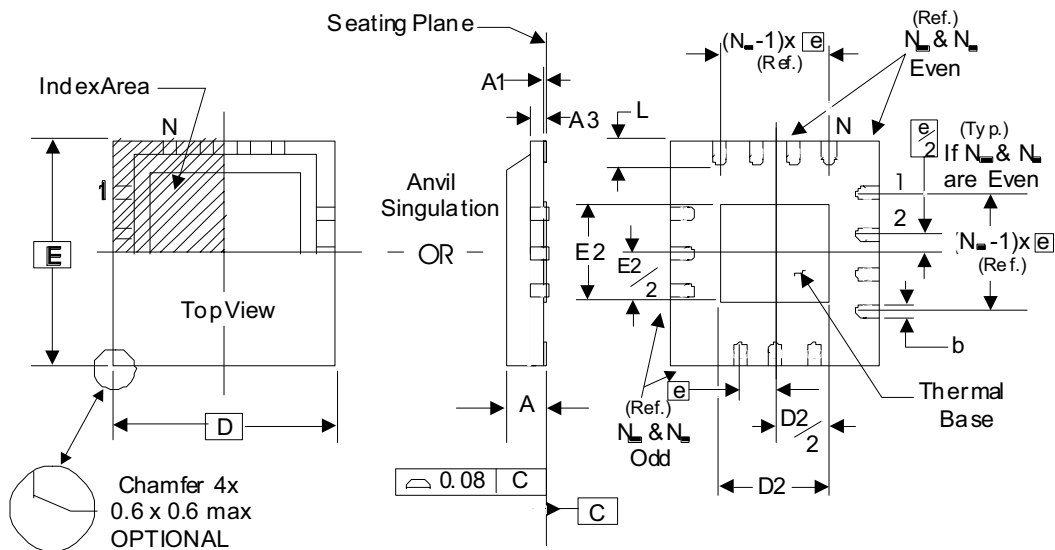 Seating Plane
Index Area
N
1
E
Top View
D
Chamfer 4x
0.6 x 0.6 max
OPTIONAL
A1
A3
L
Anvil
Singulation
OR
A
0.08 C
C
(N -1)x e
(Ref.)
(Ref.)
N & N
Even
N
e/2
(Typ.)
If N & N
are Even
1
2
(N -1)x e
(Ref.)
E2
E2/2
b
Thermal
Base
e
(Ref.)
N & N
Odd
D2/2
D2